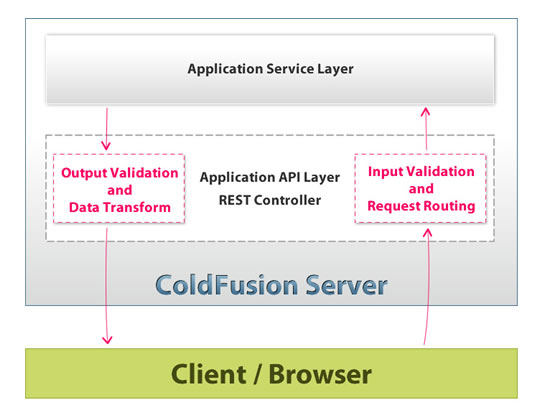 Application Service Layer
Output Validation
and
Data Transform
Application API Layer
REST Controller
Input Validation
and
Request Routing
ColdFusion Server
Client / Browser